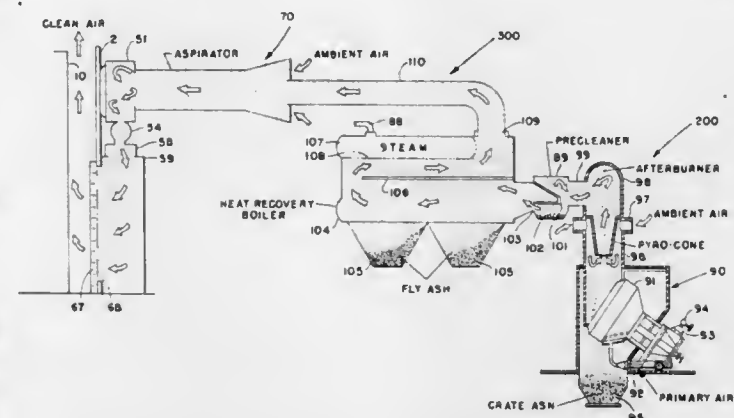 CLEAN AIR
2
51
70
300
ASPIRATOR
AMBIENT AIR
110
10
88
109
200
PRECLEANER
54
107
STEAM
89
99
58
108
AFTERBURNER
59
98
106
97
HEAT RECOVERY
BOILER
AMBIENT AIR
104
103
102
101
PYRO-CONE
96
105
105
90
91
FLY ASH
94
93
67
68
92
PRIMARY AIR
GRATE ASH
95